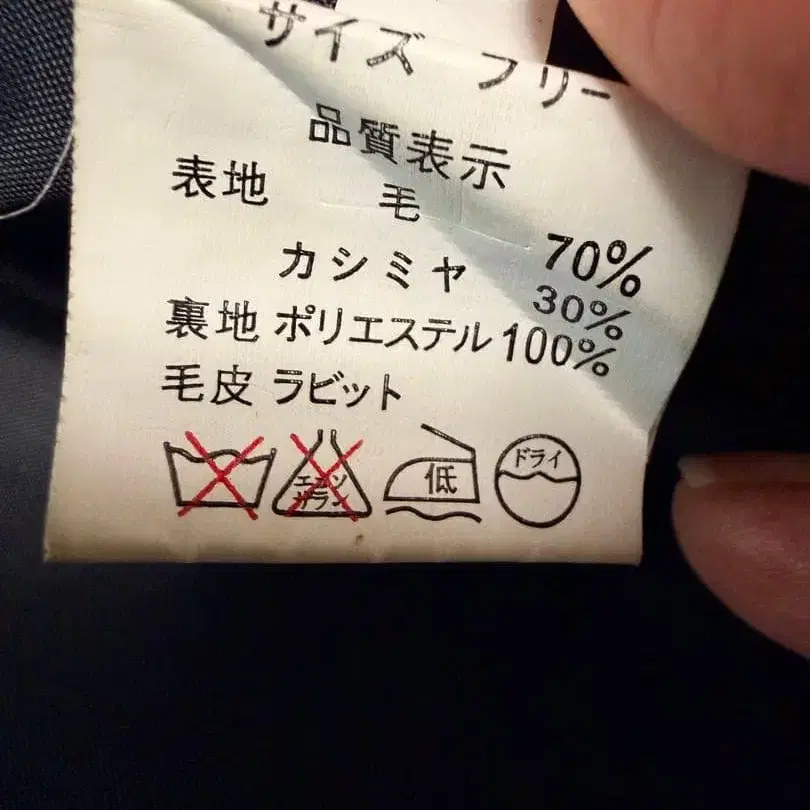 サイズ フリー
品質表示
表地 毛 70%
カシミヤ 30%
裏地 ポリエステル 100%
毛皮 ラビット
エンソ
サラシ
低
ドライ